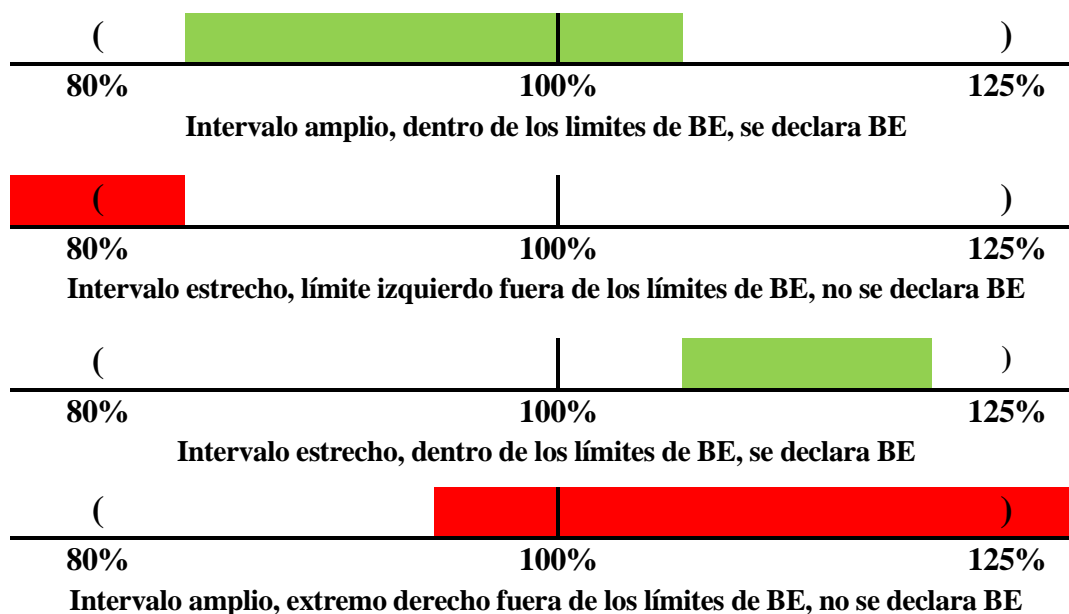 ( )
80% 100% 125%
Intervalo amplio, dentro de los limites de BE, se declara BE
( )
80% 100% 125%
Intervalo estrecho, límite izquierdo fuera de los límites de BE, no se declara BE
( )
80% 100% 125%
Intervalo estrecho, dentro de los límites de BE, se declara BE
( )
80% 100% 125%
Intervalo amplio, extremo derecho fuera de los límites de BE, no se declara BE